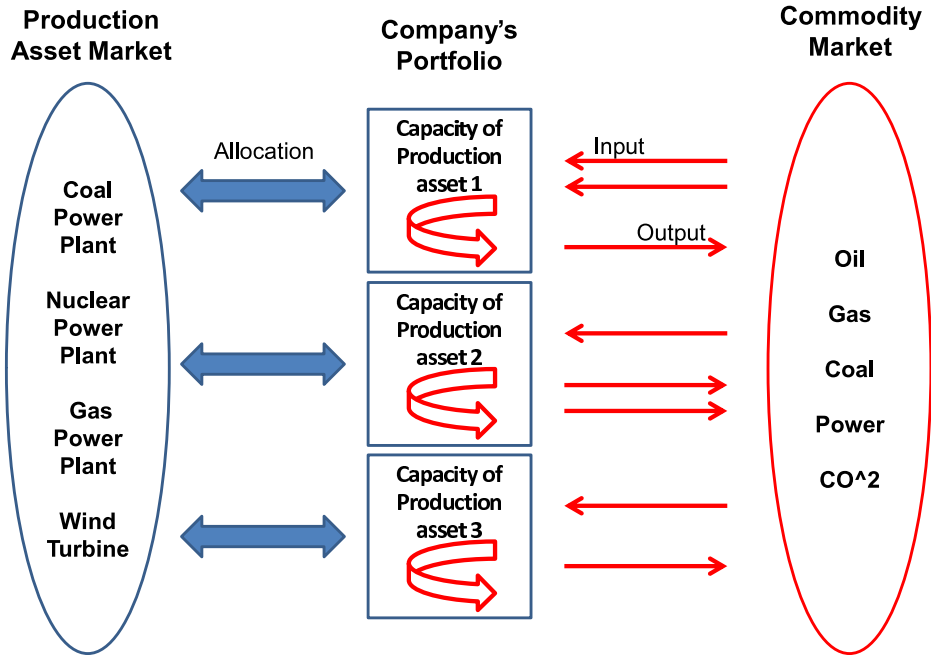 Production
Asset Market
Company's
Portfolio
Commodity
Market
Allocation
Coal
Power
Plant
Nuclear
Power
Plant
Gas
Power
Plant
Wind
Turbine
Capacity of
Production
asset 1
Capacity of
Production
asset 2
Capacity of
Production
asset 3
Input
Output
Oil
Gas
Coal
Power
CO^2